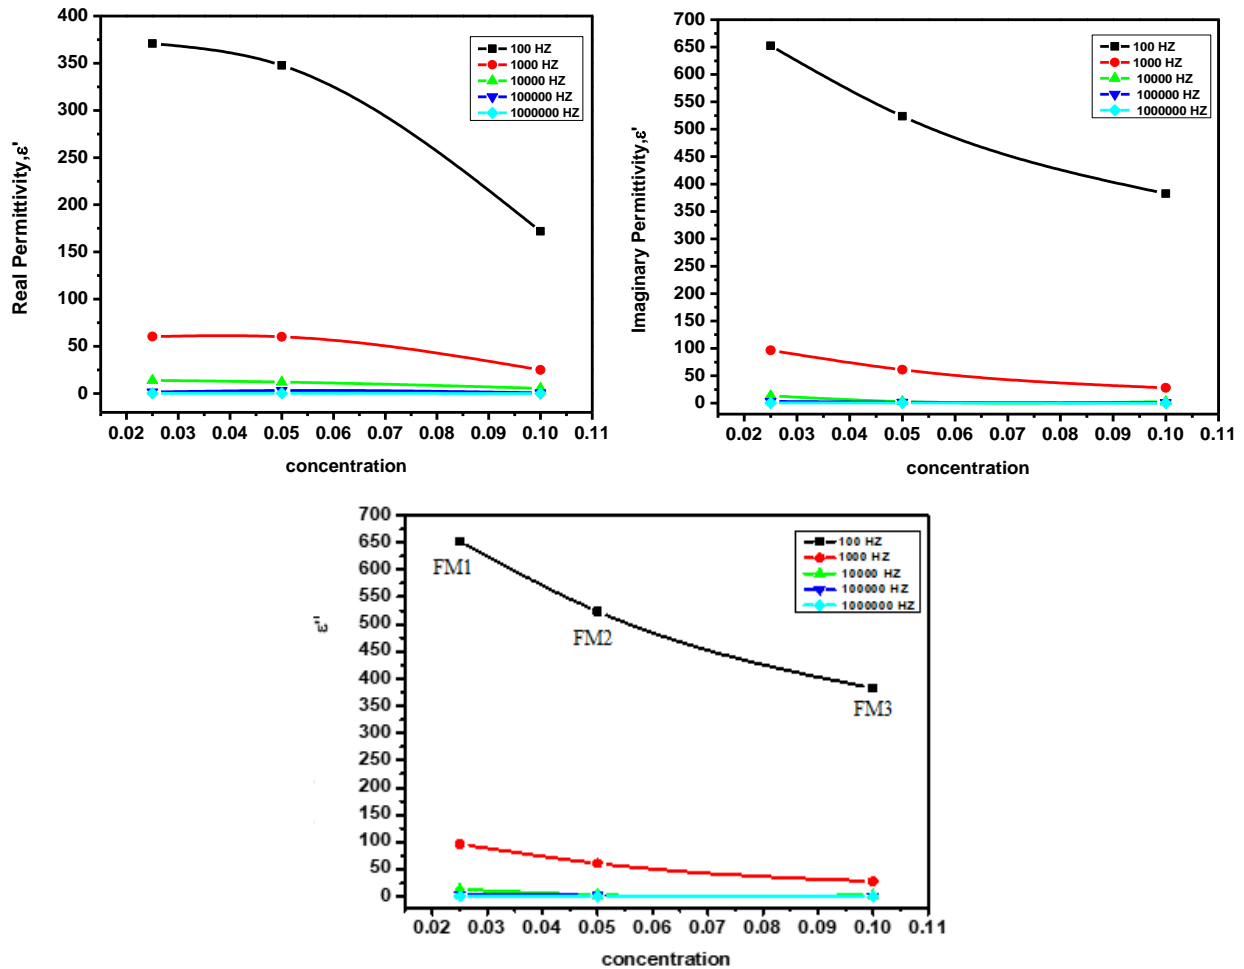 400
350
300
250
200
150
100
50
0
Real Permittivity,ε'
0.02 0.03 0.04 0.05 0.06 0.07 0.08 0.09 0.10 0.11
concentration
100 HZ
1000 HZ
10000 HZ
100000 HZ
1000000 HZ
700
650
600
550
500
450
400
350
300
250
200
150
100
50
0
Imaginary Permittivity,ε'
0.02 0.03 0.04 0.05 0.06 0.07 0.08 0.09 0.10 0.11
concentration
100 HZ
1000 HZ
10000 HZ
100000 HZ
1000000 HZ
700
650
600
550
500
450
400
350
300
250
200
150
100
50
0
ε''
FM1
FM2
FM3
0.02 0.03 0.04 0.05 0.06 0.07 0.08 0.09 0.10 0.11
concentration
100 HZ
1000 HZ
10000 HZ
100000 HZ
1000000 HZ